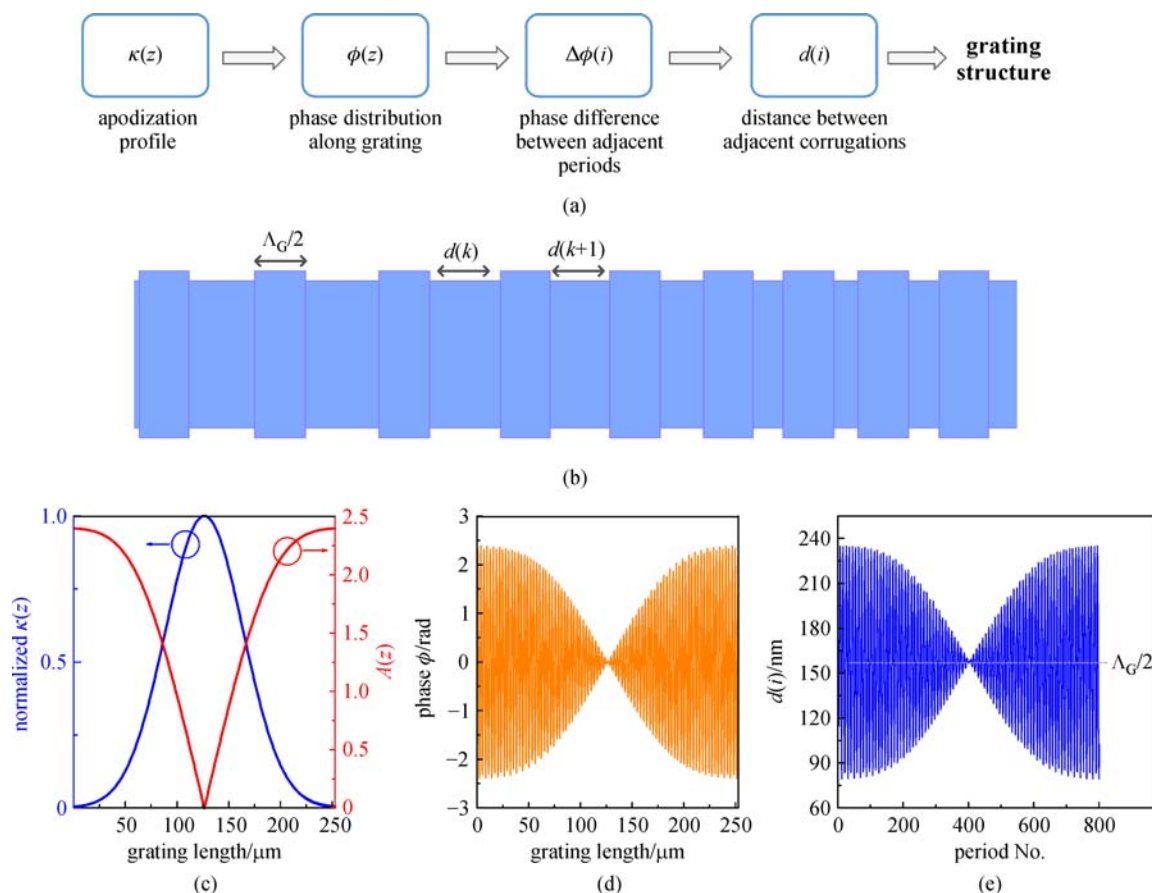 κ(z)
ϕ(z)
Δϕ(i)
d(i)
grating
structure
apodization
profile
phase distribution
along grating
phase difference
between adjacent
periods
distance between
adjacent corrugations
(a)
Λ_G/2
d(k)
d(k+1)
(b)
1.0
0.5
0
normalized κ(z)
2.5
2.0
1.5
1.0
0.5
0
A(z)
50 100 150 200 250
grating length/μm
(c)
3
2
1
0
−1
−2
−3
phase ϕ/rad
0 50 100 150 200 250
grating length/μm
(d)
240
210
180
150
120
90
60
d(i)/nm
Λ_G/2
0 200 400 600 800
period No.
(e)